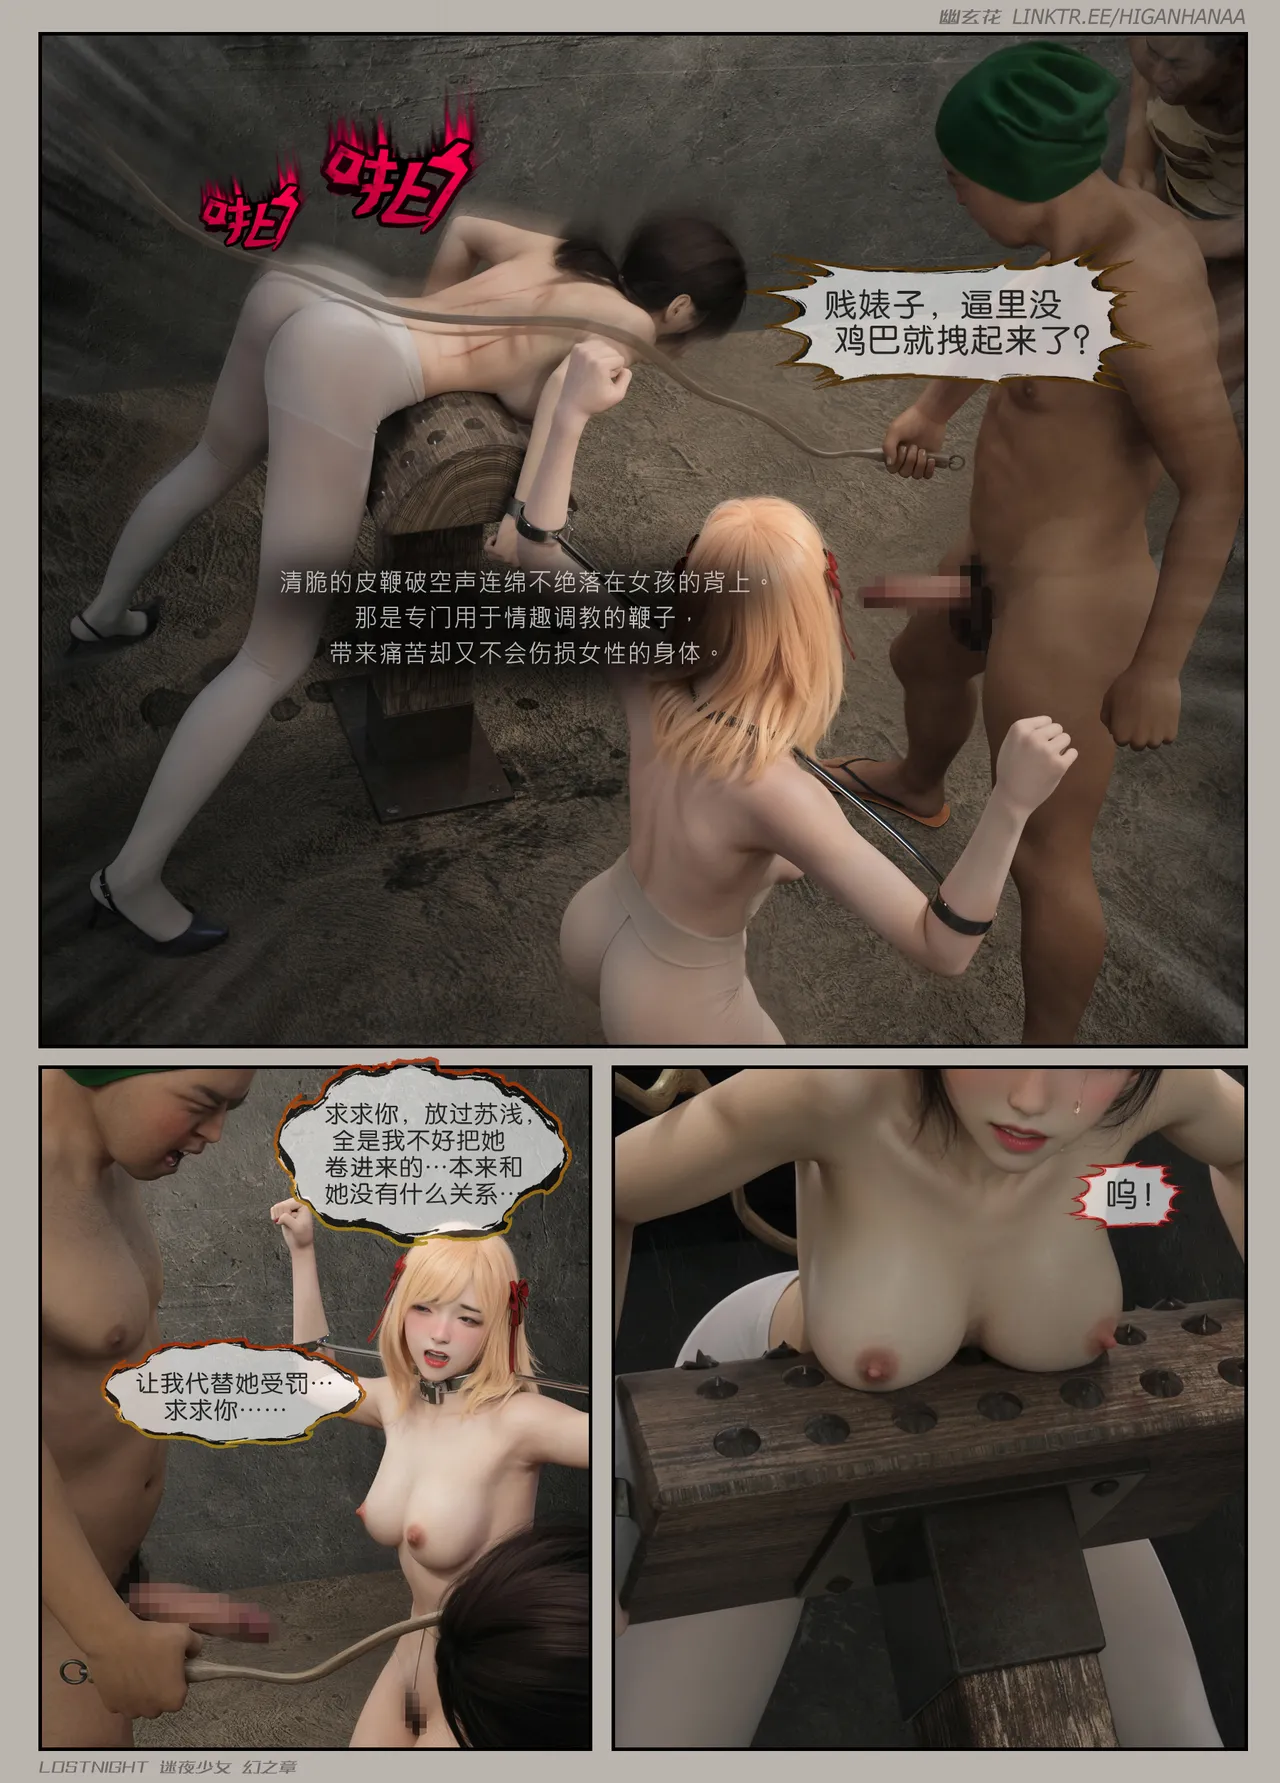 幽玄花 LINKTR.EE/HIGANHANAA
啪
啪
贱婊子，逼里没
鸡巴就拽起来了？
清脆的皮鞭破空声连绵不绝落在女孩的背上。
那是专门用于情趣调教的鞭子，
带来痛苦却又不会伤损女性的身体。
求求你，放过苏浅，
全是我不好把她
卷进来的…本来和
她没有什么关系…
让我代替她受罚…
求求你……
呜！
LOSTNIGHT 迷夜少女 幻之章